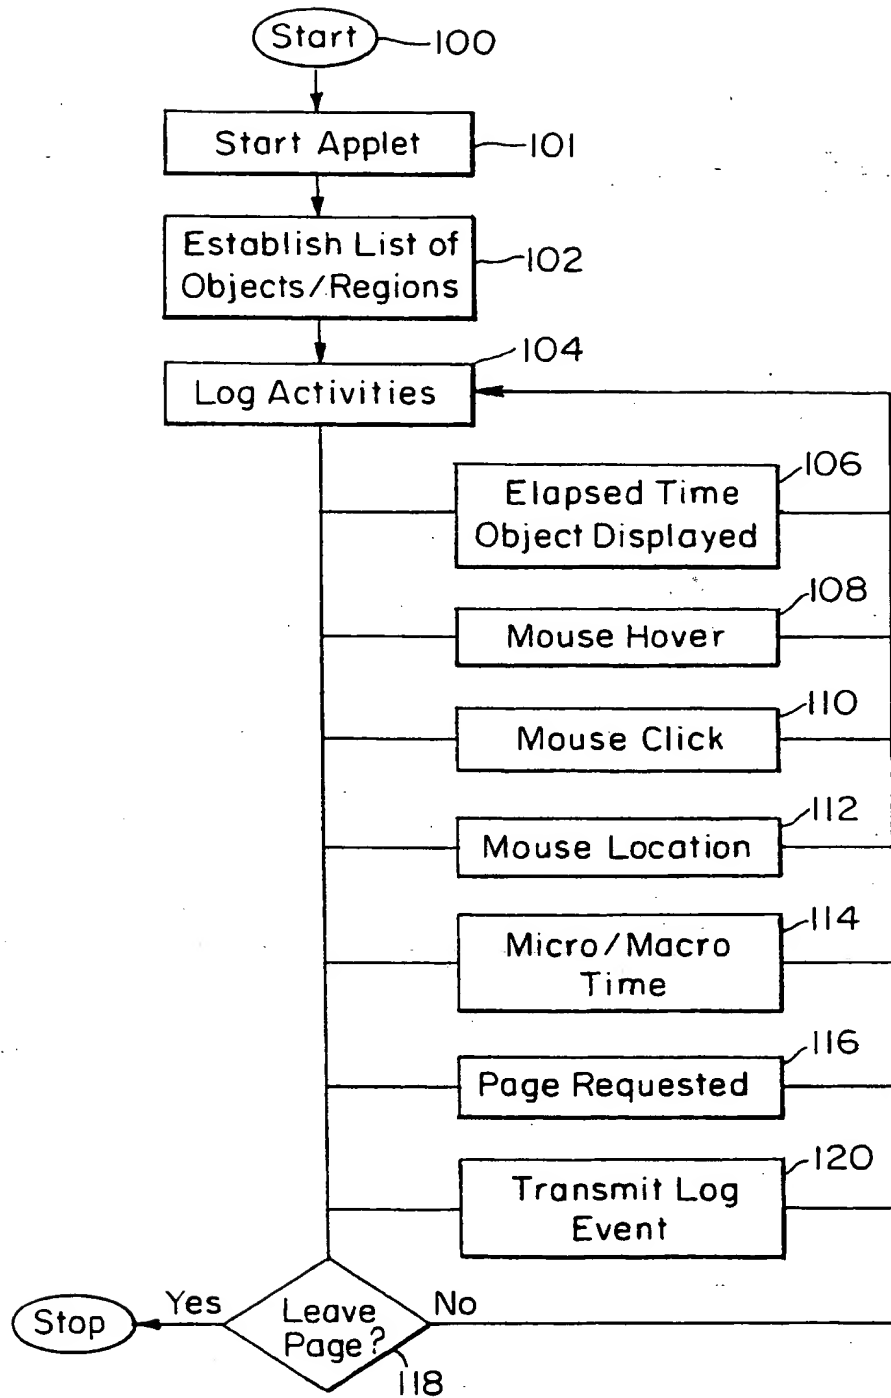 Start
100
Start Applet
101
Establish List of
Objects/Regions
102
104
Log Activities
106
Elapsed Time
Object Displayed
108
Mouse Hover
110
Mouse Click
112
Mouse Location
114
Micro/Macro
Time
116
Page Requested
120
Transmit Log
Event
Yes
No
Stop
Leave
Page?
118